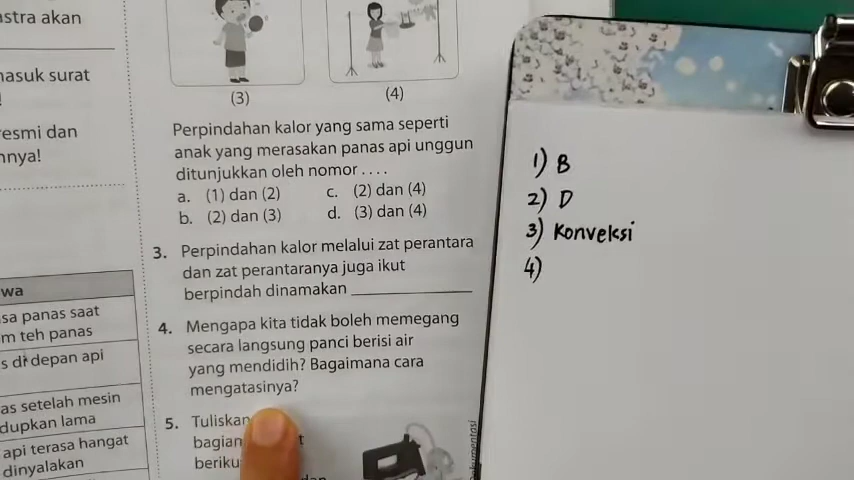 stra akan
asuk surat
esmi dan
nnya!
wa
sa panas saat
m teh panas
s di depan api
as setelah mesin
dupkan lama
api terasa hangat
dinyalakan
(3)
(4)
Perpindahan kalor yang sama seperti
anak yang merasakan panas api unggun
ditunjukkan oleh nomor . . . .
a. (1) dan (2) c. (2) dan (4)
b. (2) dan (3) d. (3) dan (4)
3. Perpindahan kalor melalui zat perantara
dan zat perantaranya juga ikut
berpindah dinamakan
4. Mengapa kita tidak boleh memegang
secara langsung panci berisi air
yang mendidih? Bagaimana cara
mengatasinya?
5. Tuliskan
bagian t
beriku
dan
1) B
2) D
3) Konveksi
4)